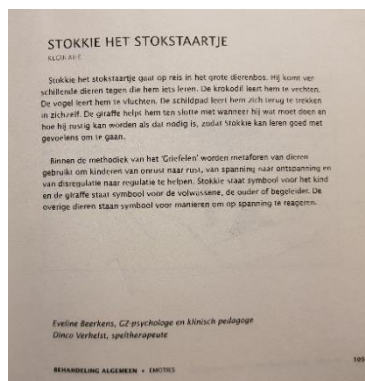 STOKKIE HET STOKSTAARTJE
Stokkie het stokstaartje gaat op reis in het grote dierenbos. Hij komt ver
schillende dieren tegen die hem iets leren. De krokodil leert hem te vechten.
De vogel leert hem te vluchten. De schildpad leert hem zich terug te trekken
in zichzelf. De giraffe helpt hem ten slotte met wanneer hij wat moet doen en
hoe hij rustig kan worden als dat nodig is, zodat Stokkie kan leren goed met
gevoelens om te gaan.
Binnen de methodiek van het 'Griefelen' worden metaforen van dieren
gebruikt om kinderen van onrust naar rust, van spanning naar ontspanning en
van disregulatie naar regulatie te helpen. Stokkie staat symbool voor het kind
en de giraffe staat symbool voor de volwassene, de ouder of begeleider. De
overige dieren staan symbool voor manieren om op spanning te reageren.
Eveline Beerkens, GZ-psychologe en klinisch pedagoge
Dinco Verhelst, speltherapeute
105
BEHANDELING ALGEMEEN • EMOTIES